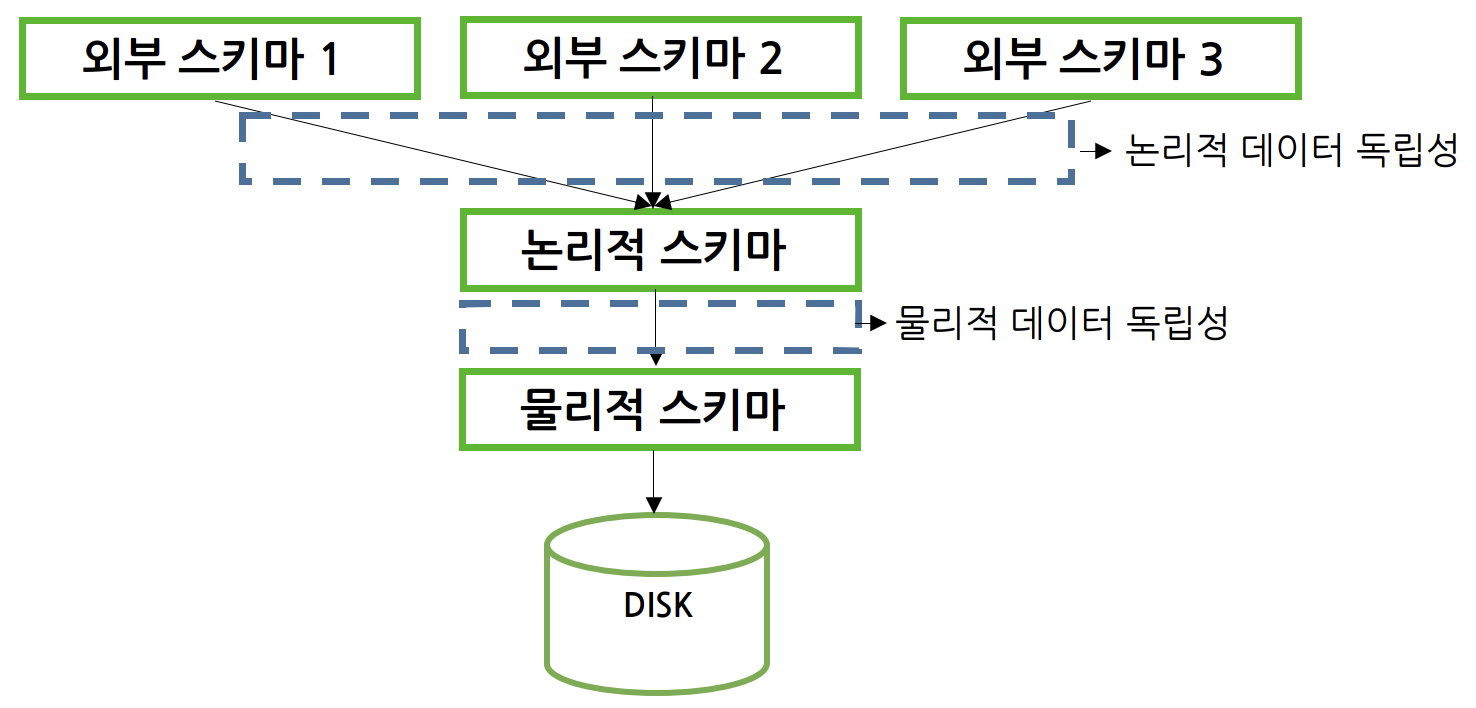 외부 스키마 1
외부 스키마 2
외부 스키마 3
논리적 데이터 독립성
논리적 스키마
물리적 데이터 독립성
물리적 스키마
DISK